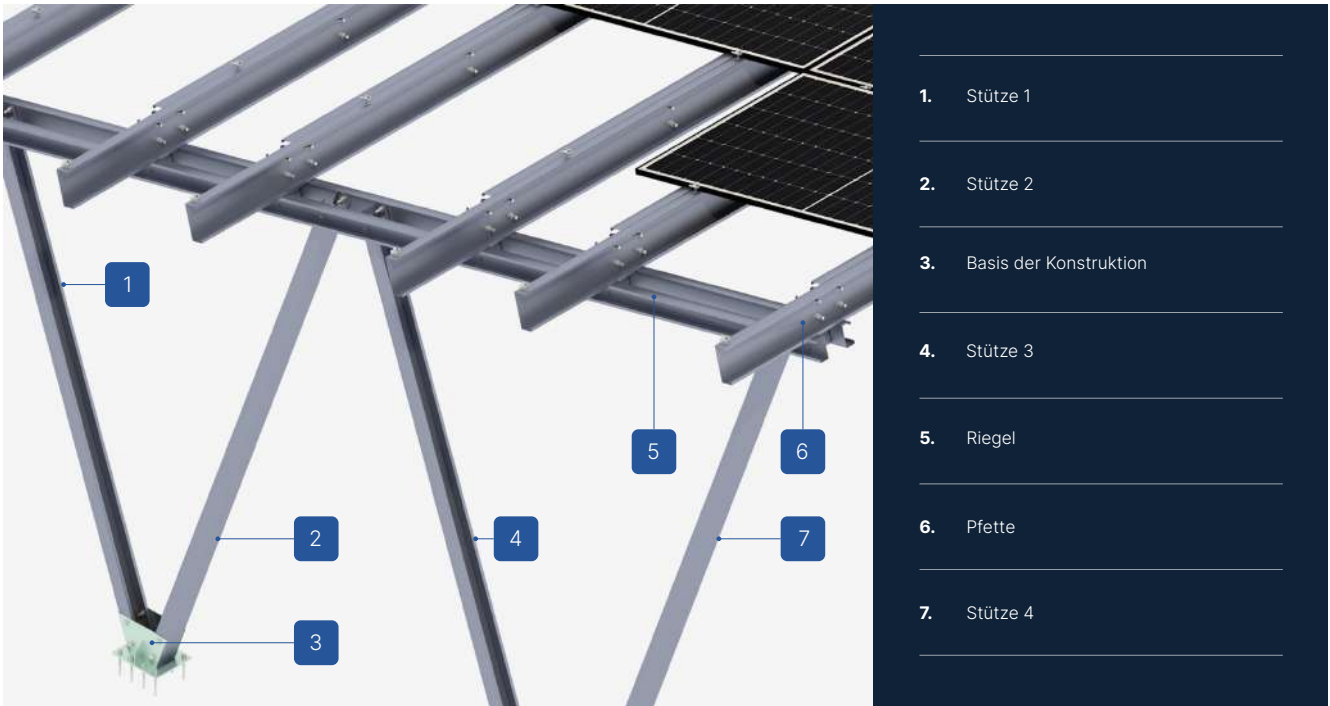 1
2
3
4
5
6
7
1. Stütze 1
2. Stütze 2
3. Basis der Konstruktion
4. Stütze 3
5. Riegel
6. Pfette
7. Stütze 4